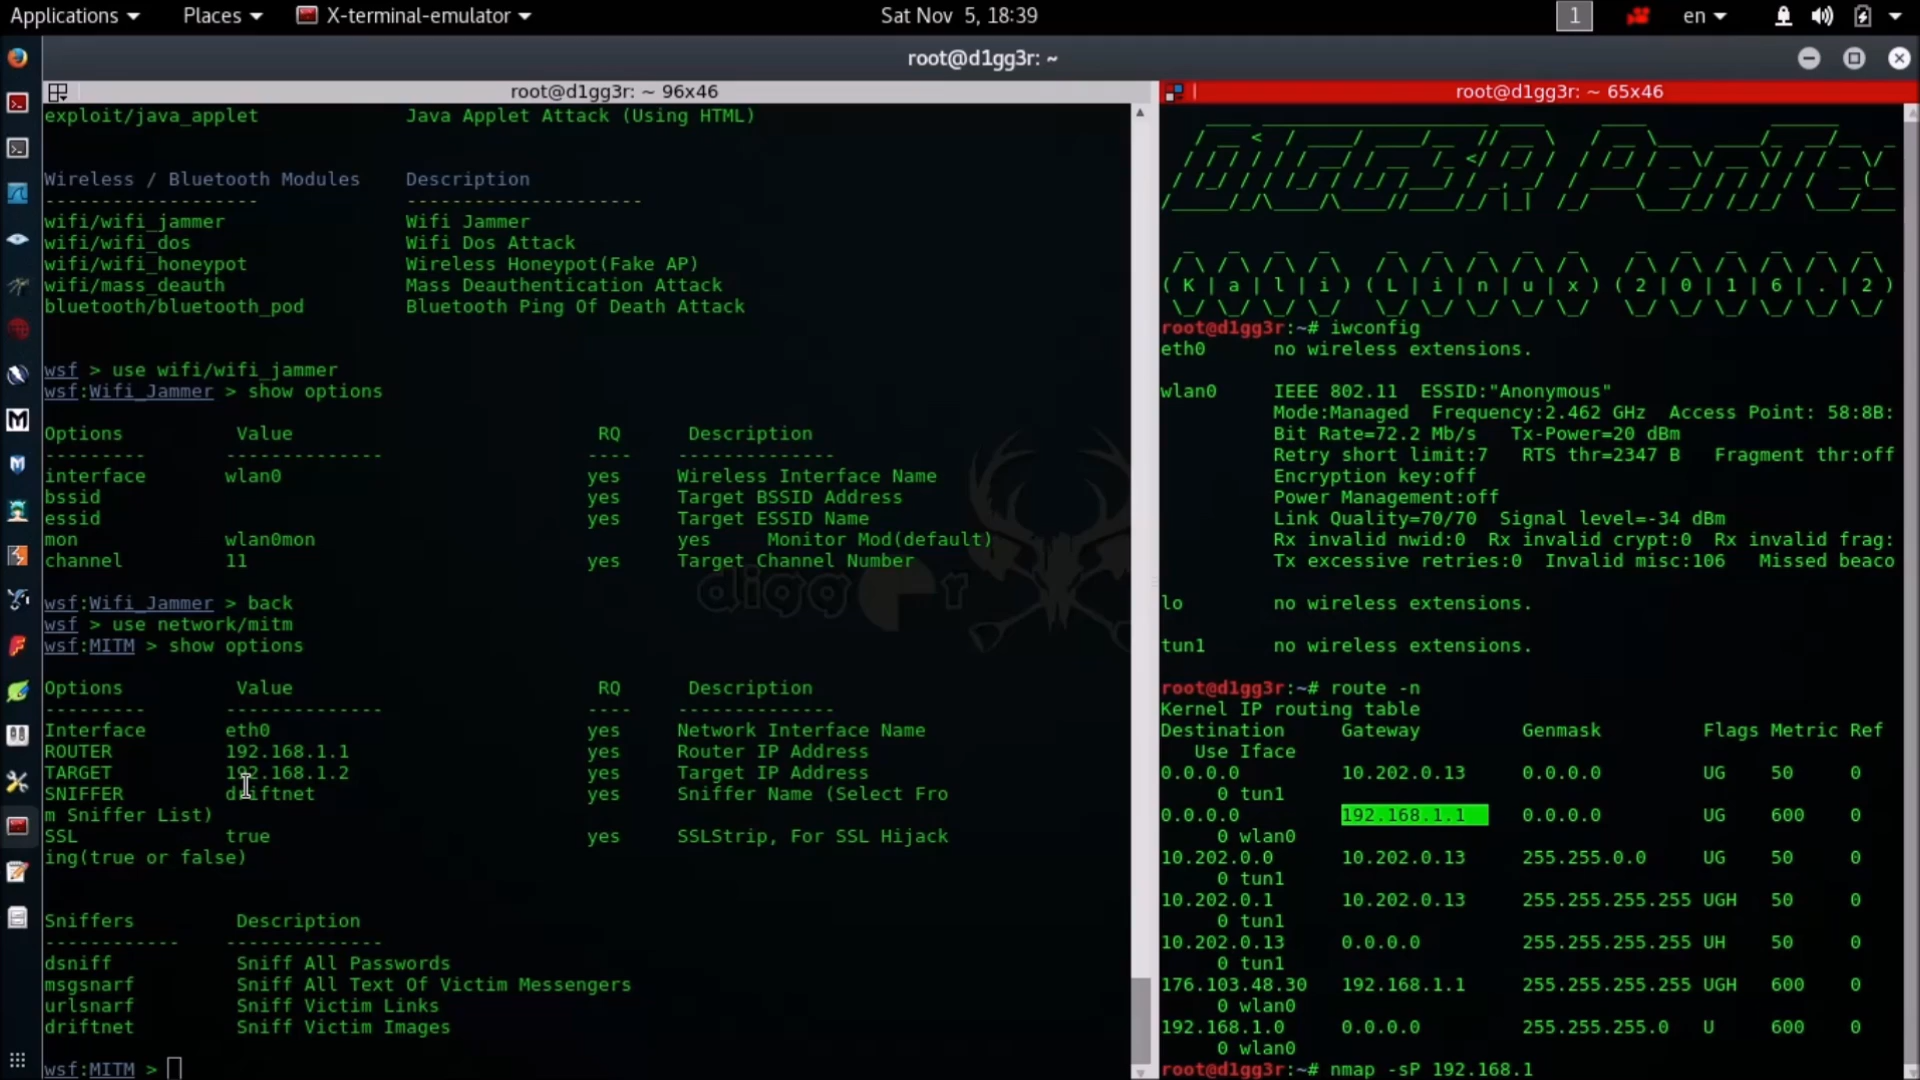 Applications Places X-terminal-emulator Sat Nov 5, 18:39 1 en
root@d1gg3r: ~
root@d1gg3r: ~ 96x46
exploit/java_applet Java Applet Attack (Using HTML)
Wireless / Bluetooth Modules Description
--------------------- ---------------------
wifi/wifi_jammer Wifi Jammer
wifi/wifi_dos Wifi Dos Attack
wifi/wifi_honeypot Wireless Honeypot(Fake AP)
wifi/mass_deauth Mass Deauthentication Attack
bluetooth/bluetooth_pod Bluetooth Ping Of Death Attack
wsf > use wifi/wifi_jammer
wsf:Wifi_Jammer > show options
Options Value RQ Description
--------- -------------- ---- --------------
interface wlan0 yes Wireless Interface Name
bssid yes Target BSSID Address
essid yes Target ESSID Name
mon wlan0mon yes Monitor Mod(default)
channel 11 yes Target Channel Number
wsf:Wifi_Jammer > back
wsf > use network/mitm
wsf:MITM > show options
Options Value RQ Description
--------- -------------- ---- --------------
Interface eth0 yes Network Interface Name
ROUTER 192.168.1.1 yes Router IP Address
TARGET 192.168.1.2 yes Target IP Address
SNIFFER driftnet yes Sniffer Name (Select Fro
m Sniffer List)
SSL true yes SSLStrip, For SSL Hijack
ing(true or false)
Sniffers Description
------------ --------------
dsniff Sniff All Passwords
msgsnarf Sniff All Text Of Victim Messengers
urlsnarf Sniff Victim Links
driftnet Sniff Victim Images
wsf:MITM >
digg r
root@d1gg3r: ~ 65x46
D1GG3R PenTe
(K|a|l|i)(L|i|n|u|x)(2|0|1|6|.|2)
root@d1gg3r:~# iwconfig
eth0 no wireless extensions.
wlan0 IEEE 802.11 ESSID:"Anonymous"
Mode:Managed Frequency:2.462 GHz Access Point: 58:8B:
Bit Rate=72.2 Mb/s Tx-Power=20 dBm
Retry short limit:7 RTS thr=2347 B Fragment thr:off
Encryption key:off
Power Management:off
Link Quality=70/70 Signal level=-34 dBm
Rx invalid nwid:0 Rx invalid crypt:0 Rx invalid frag:
Tx excessive retries:0 Invalid misc:106 Missed beaco
lo no wireless extensions.
tun1 no wireless extensions.
root@d1gg3r:~# route -n
Kernel IP routing table
Destination Gateway Genmask Flags Metric Ref
Use Iface
0.0.0.0 10.202.0.13 0.0.0.0 UG 50 0
0 tun1
0.0.0.0 192.168.1.1 0.0.0.0 UG 600 0
0 wlan0
10.202.0.0 10.202.0.13 255.255.0.0 UG 50 0
0 tun1
10.202.0.1 10.202.0.13 255.255.255.255 UGH 50 0
0 tun1
10.202.0.13 0.0.0.0 255.255.255.255 UH 50 0
0 tun1
176.103.48.30 192.168.1.1 255.255.255.255 UGH 600 0
0 wlan0
192.168.1.0 0.0.0.0 255.255.255.0 U 600 0
0 wlan0
root@d1gg3r:~# nmap -sP 192.168.1